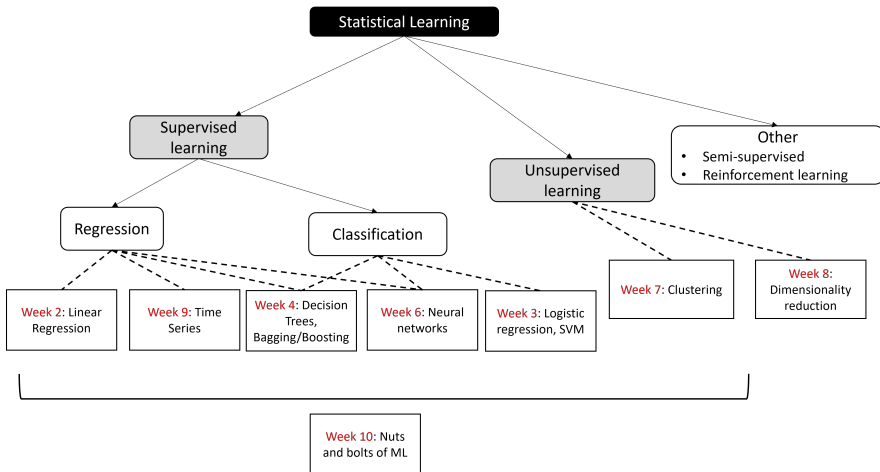 Statistical Learning
Supervised
learning
Other
• Semi-supervised
• Reinforcement learning
Unsupervised
learning
Regression
Classification
Week 2: Linear
Regression
Week 9: Time
Series
Week 4: Decision
Trees,
Bagging/Boosting
Week 6: Neural
networks
Week 3: Logistic
regression, SVM
Week 7: Clustering
Week 8:
Dimensionality
reduction
Week 10: Nuts
and bolts of ML